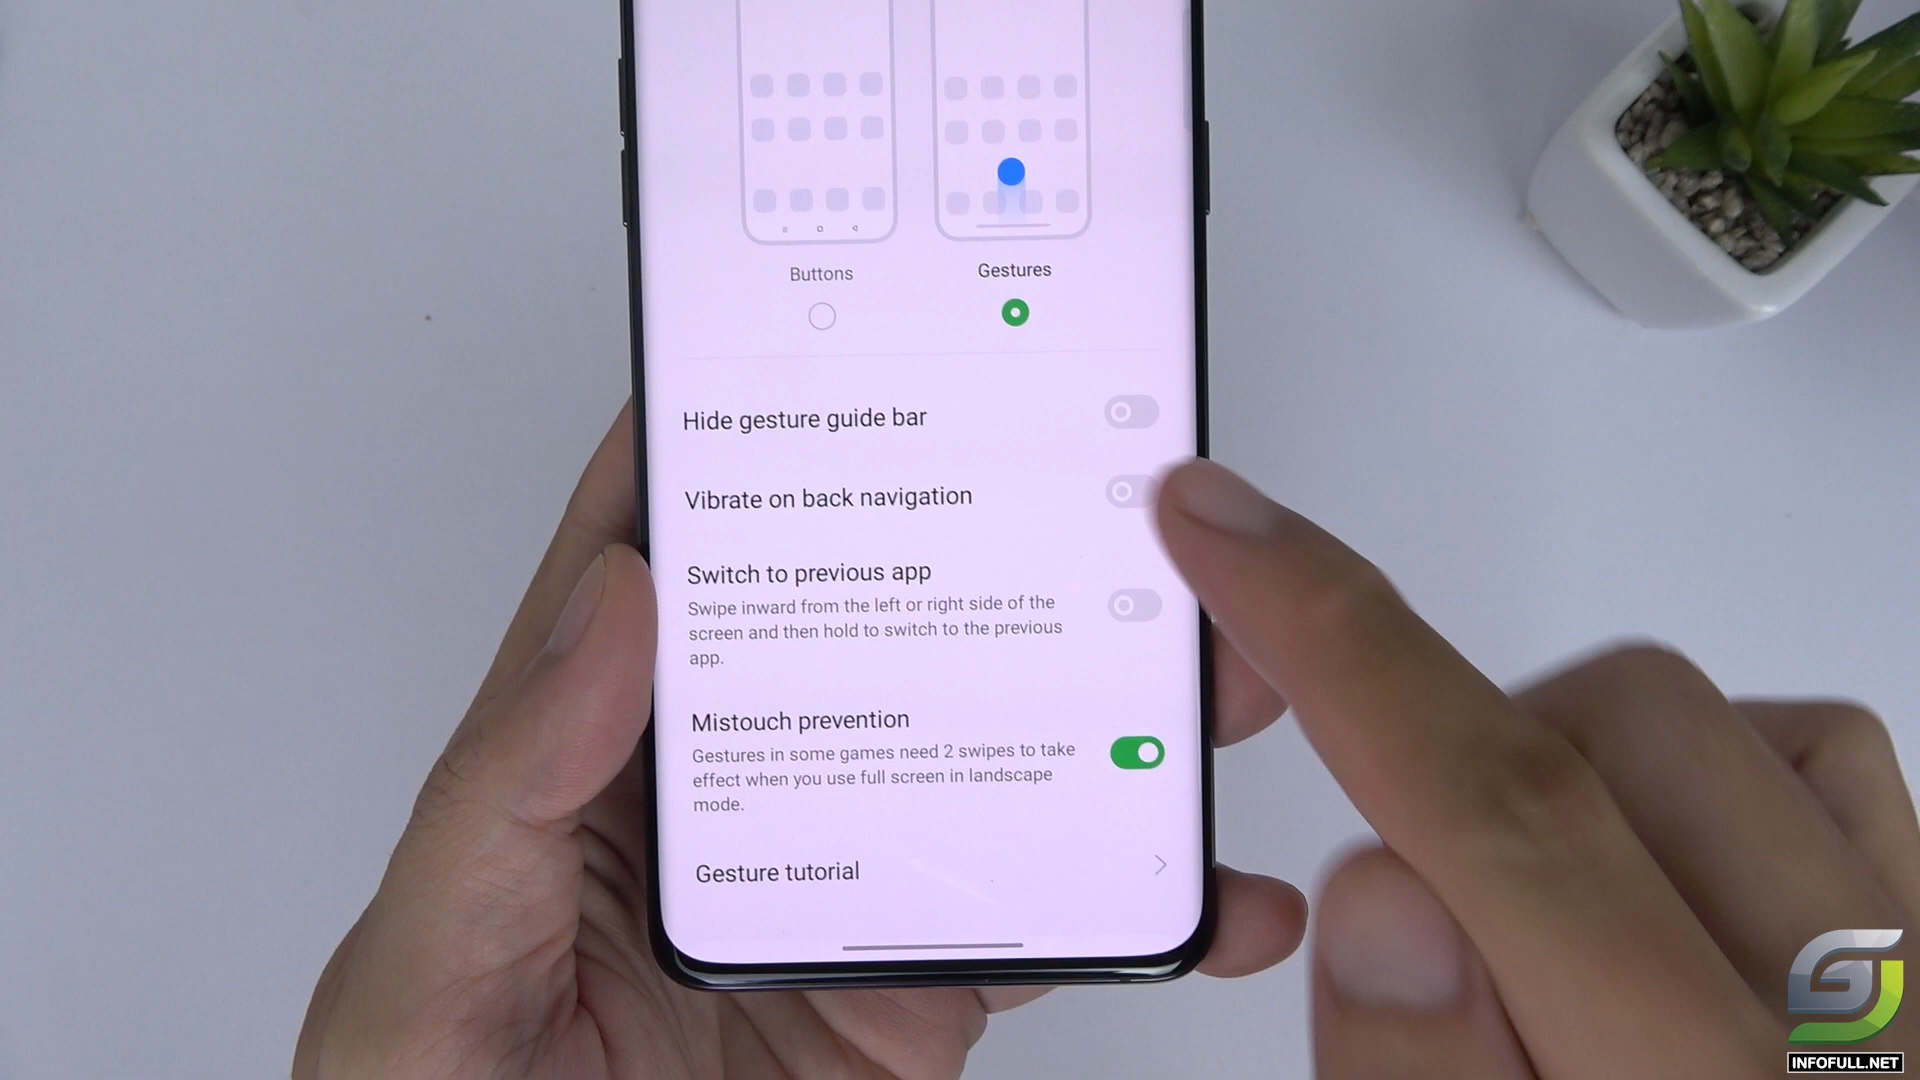 Buttons
Gestures
Hide gesture guide bar
Vibrate on back navigation
Switch to previous app
Swipe inward from the left or right side of the
screen and then hold to switch to the previous
app.
Mistouch prevention
Gestures in some games need 2 swipes to take
effect when you use full screen in landscape
mode.
Gesture tutorial
INFOFULL.NET